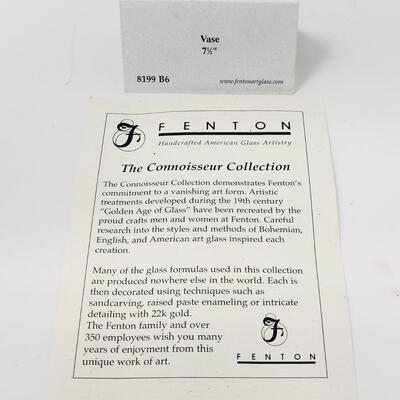 Vase
7½"
8199 B6
www.fentonartglass.com
F FENTON
Handcrafted American Glass Artistry
The Connoisseur Collection
The Connoisseur Collection demonstrates Fenton's
commitment to a vanishing art form. Artistic
treatments developed during the 19th century
"Golden Age of Glass" have been recreated by the
proud crafts men and women at Fenton. Careful
research into the styles and methods of Bohemian,
English, and American art glass inspired each
creation.
Many of the glass formulas used in this collection
are produced nowhere else in the world. Each is
then decorated using techniques such as
sandcarving, raised paste enameling or intricate
detailing with 22k gold.
The Fenton family and over
350 employees wish you many
years of enjoyment from this
unique work of art.
F
FENTON